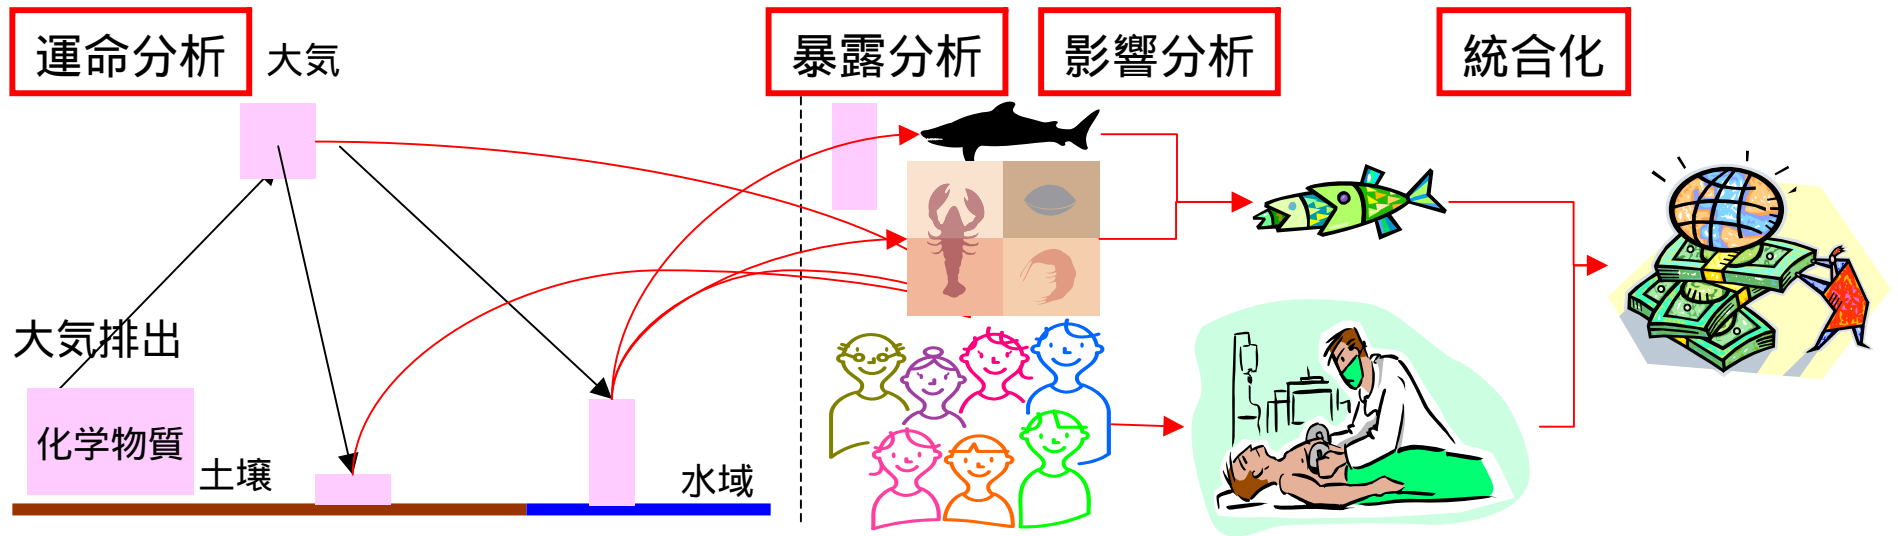 運命分析
大気
暴露分析
影響分析
統合化
大気排出
化学物質
土壌
水域